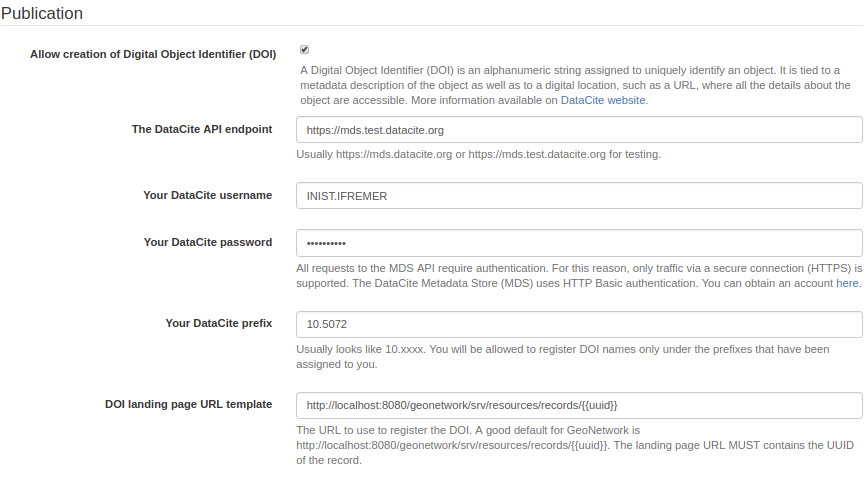 Publication
Allow creation of Digital Object Identifier (DOI)
A Digital Object Identifier (DOI) is an alphanumeric string assigned to uniquely identify an object. It is tied to a
metadata description of the object as well as to a digital location, such as a URL, where all the details about the
object are accessible. More information available on DataCite website.
The DataCite API endpoint
https://mds.test.datacite.org
Usually https://mds.datacite.org or https://mds.test.datacite.org for testing.
Your DataCite username
INIST.IFREMER
Your DataCite password
••••••••••
All requests to the MDS API require authentication. For this reason, only traffic via a secure connection (HTTPS) is
supported. The DataCite Metadata Store (MDS) uses HTTP Basic authentication. You can obtain an account here.
Your DataCite prefix
10.5072
Usually looks like 10.xxxx. You will be allowed to register DOI names only under the prefixes that have been
assigned to you.
DOI landing page URL template
http://localhost:8080/geonetwork/srv/resources/records/{{uuid}}
The URL to use to register the DOI. A good default for GeoNetwork is
http://localhost:8080/geonetwork/srv/resources/records/{{uuid}}. The landing page URL MUST contains the UUID
of the record.